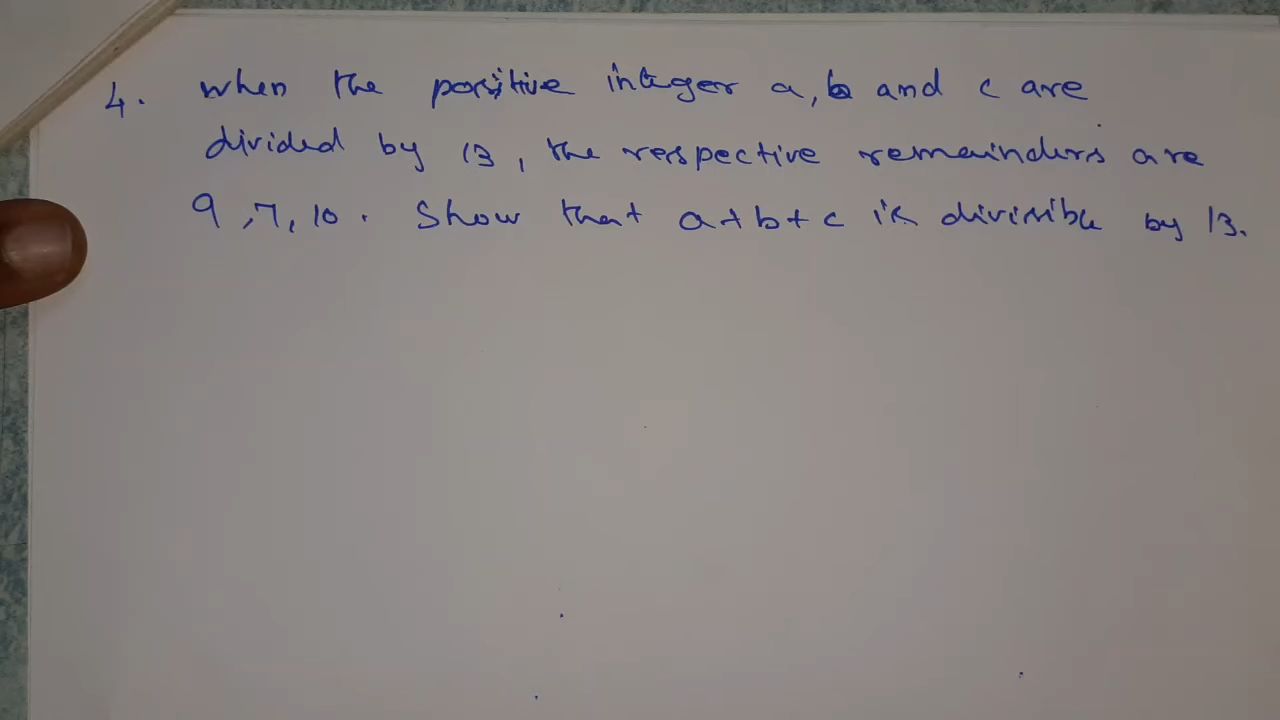 4. When the positive integer a, b and c are
divided by 13, the respective remainders are
9, 7, 10. Show that a+b+c is divisible by 13.